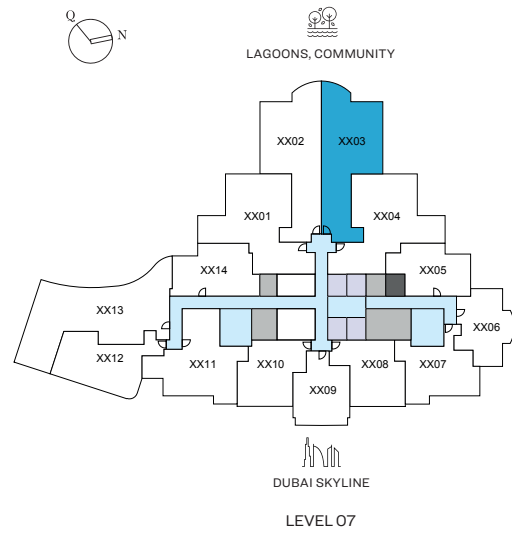 Q
N
LAGOONS, COMMUNITY
XX02
XX03
XX01
XX04
XX14
XX05
XX13
XX06
XX12
XX11
XX10
XX09
XX08
XX07
DUBAI SKYLINE
LEVEL 07